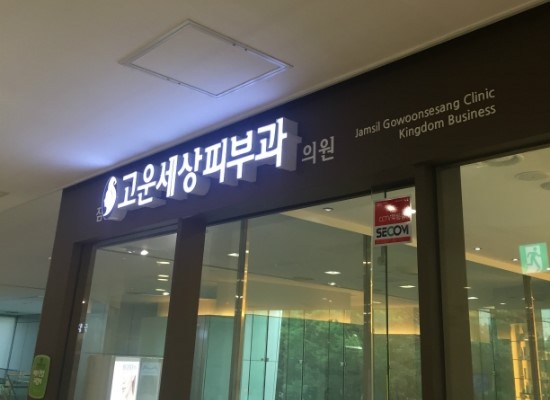 고운세상피부과의원
Jamsil Gowoonsesang Clinic
Kingdom Business
SECOM